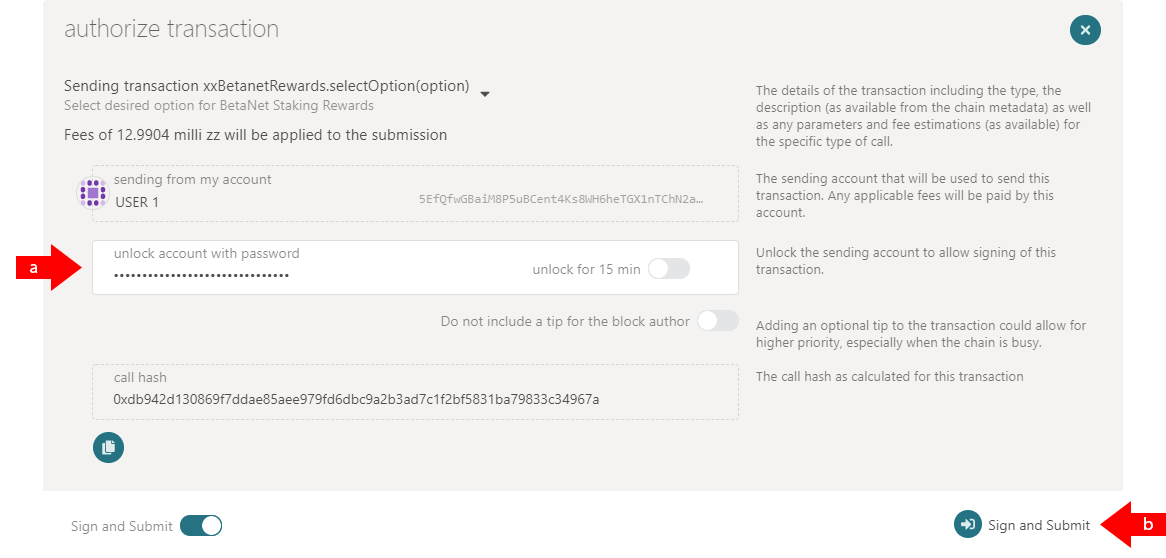 authorize transaction
Sending transaction xxBetanetRewards.selectOption(option)
Select desired option for BetaNet Staking Rewards
Fees of 12.9904 milli zz will be applied to the submission
The details of the transaction including the type, the
description (as available from the chain metadata) as well
as any parameters and fee estimations (as available) for
the specific type of call.
sending from my account
USER 1
5EfQfwGBaiM8P5uBCent4Ks8WH6heTGX1nTChN2a…
The sending account that will be used to send this
transaction. Any applicable fees will be paid by this
account.
a
unlock account with password
•••••••••••••••••••••••••••••••
unlock for 15 min
Unlock the sending account to allow signing of this
transaction.
Do not include a tip for the block author
Adding an optional tip to the transaction could allow for
higher priority, especially when the chain is busy.
call hash
0xdb942d130869f7ddae85aee979fd6dbc9a2b3ad7c1f2bf5831ba79833c34967a
The call hash as calculated for this transaction
Sign and Submit
Sign and Submit
b